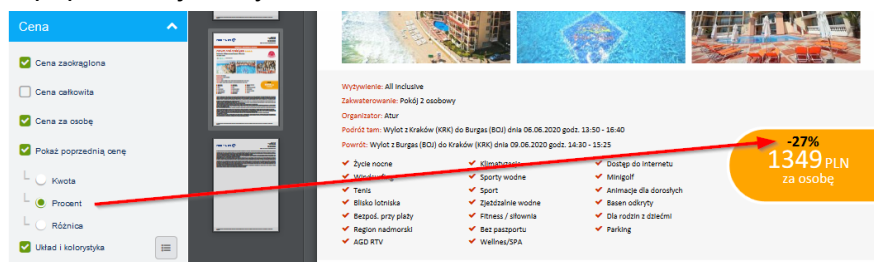 Cena
Cena zaokrąglona
Cena całkowita
Cena za osobę
Pokaż poprzednią cenę
Kwota
Procent
Różnica
Układ i kolorystyka
Wyżywienie: All Inclusive
Zakwaterowanie: Pokój 2 osobowy
Organizator: Atur
Podróż tam: Wylot z Kraków (KRK) do Burgas (BOJ) dnia 06.06.2020 godz. 13:50 - 16:40
Powrót: Wylot z Burgas (BOJ) do Kraków (KRK) dnia 09.06.2020 godz. 14:30 - 15:25
Życie nocne
Klimatyzacja
Dostęp do internetu
Sporty wodne
Minigolf
Tenis
Sport
Animacje dla dorosłych
Blisko lotniska
Zjeżdżalnie wodne
Basen odkryty
Bezpoś. przy plaży
Fitness / siłownia
Dla rodzin z dziećmi
Region nadmorski
Bez paszportu
Parking
AGD RTV
Wellnes/SPA
-27%
1349 PLN
za osobę